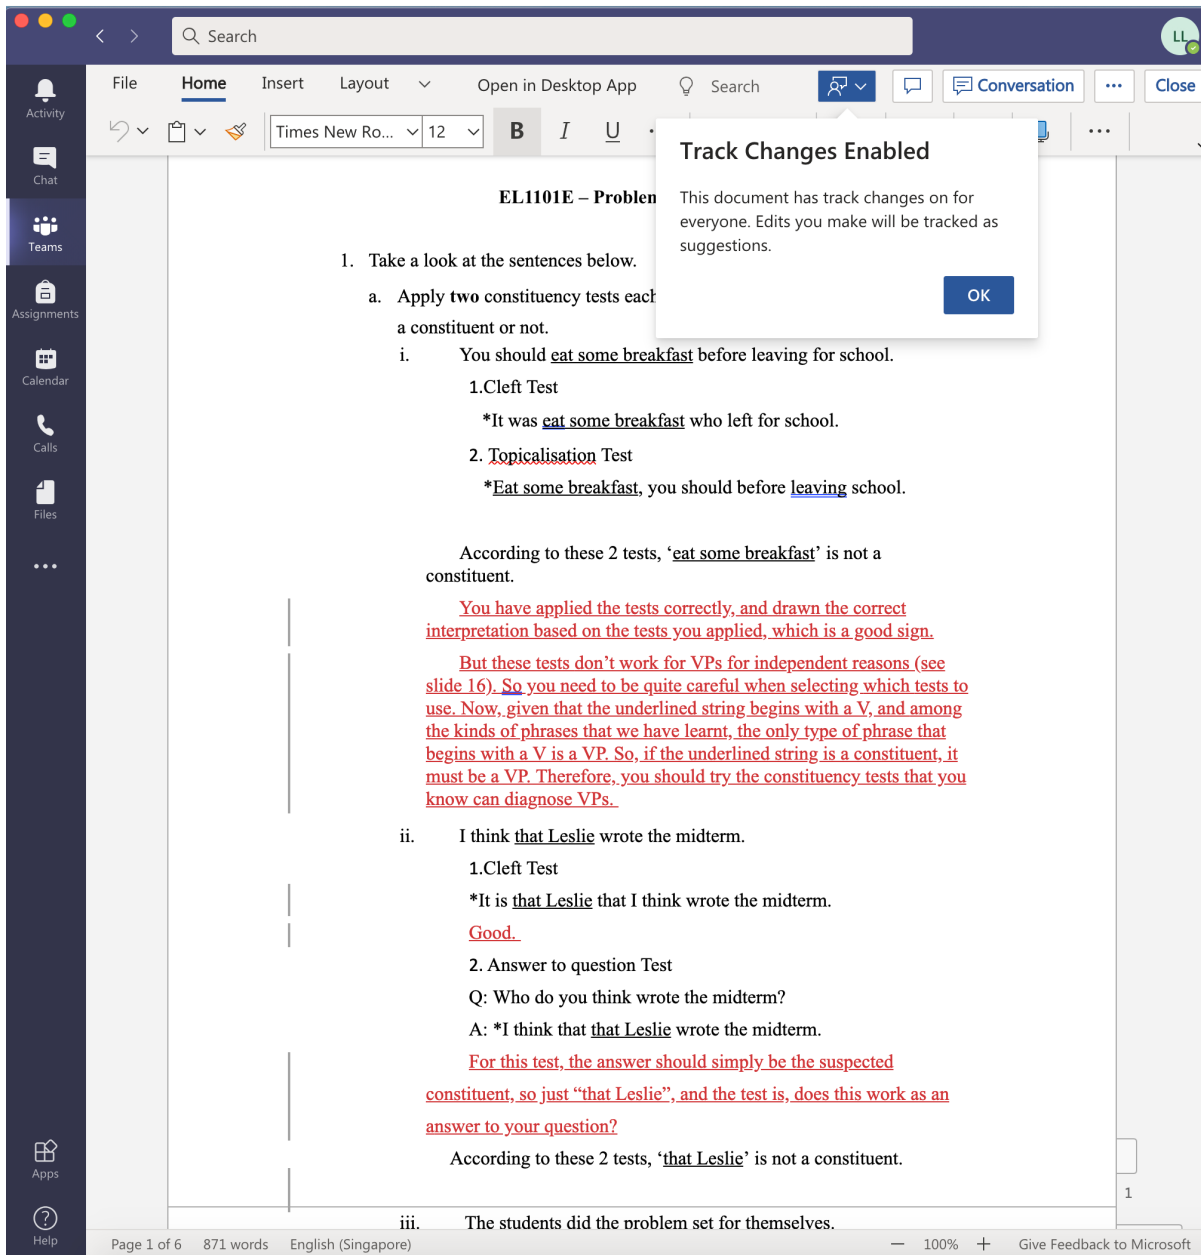 Search
LL
File Home Insert Layout Open in Desktop App Search Conversation ... Close
Times New Ro... 12 B I U
Activity
Chat
Teams
Assignments
Calendar
Calls
Files
Apps
Help
Track Changes Enabled
This document has track changes on for
everyone. Edits you make will be tracked as
suggestions.
OK
EL1101E – Problem
1. Take a look at the sentences below.
a. Apply two constituency tests each
a constituent or not.
i. You should eat some breakfast before leaving for school.
1.Cleft Test
*It was eat some breakfast who left for school.
2. Topicalisation Test
*Eat some breakfast, you should before leaving school.
According to these 2 tests, ‘eat some breakfast’ is not a
constituent.
You have applied the tests correctly, and drawn the correct
interpretation based on the tests you applied, which is a good sign.
But these tests don’t work for VPs for independent reasons (see
slide 16). So you need to be quite careful when selecting which tests to
use. Now, given that the underlined string begins with a V, and among
the kinds of phrases that we have learnt, the only type of phrase that
begins with a V is a VP. So, if the underlined string is a constituent, it
must be a VP. Therefore, you should try the constituency tests that you
know can diagnose VPs.
ii. I think that Leslie wrote the midterm.
1.Cleft Test
*It is that Leslie that I think wrote the midterm.
Good.
2. Answer to question Test
Q: Who do you think wrote the midterm?
A: *I think that that Leslie wrote the midterm.
For this test, the answer should simply be the suspected
constituent, so just “that Leslie”, and the test is, does this work as an
answer to your question?
According to these 2 tests, ‘that Leslie’ is not a constituent.
1
iii. The students did the problem set for themselves.
Page 1 of 6 871 words English (Singapore) — 100% + Give Feedback to Microsoft